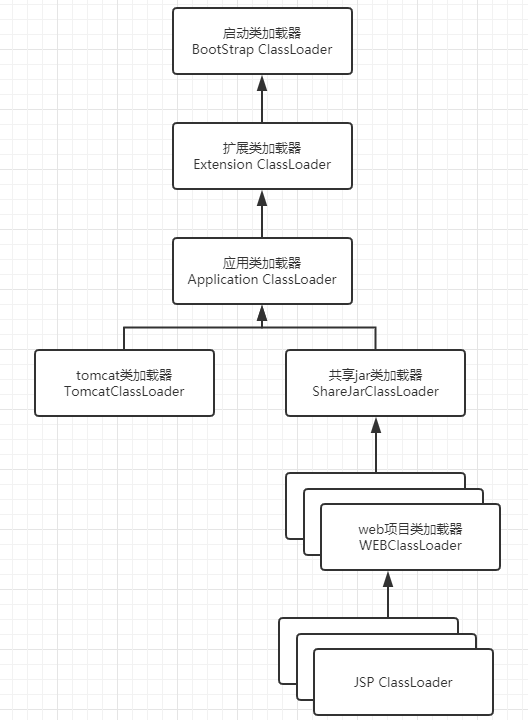 启动类加载器
BootStrap ClassLoader
扩展类加载器
Extension ClassLoader
应用类加载器
Application ClassLoader
tomcat类加载器
TomcatClassLoader
共享jar类加载器
ShareJarClassLoader
web项目类加载器
WEBClassLoader
JSP ClassLoader